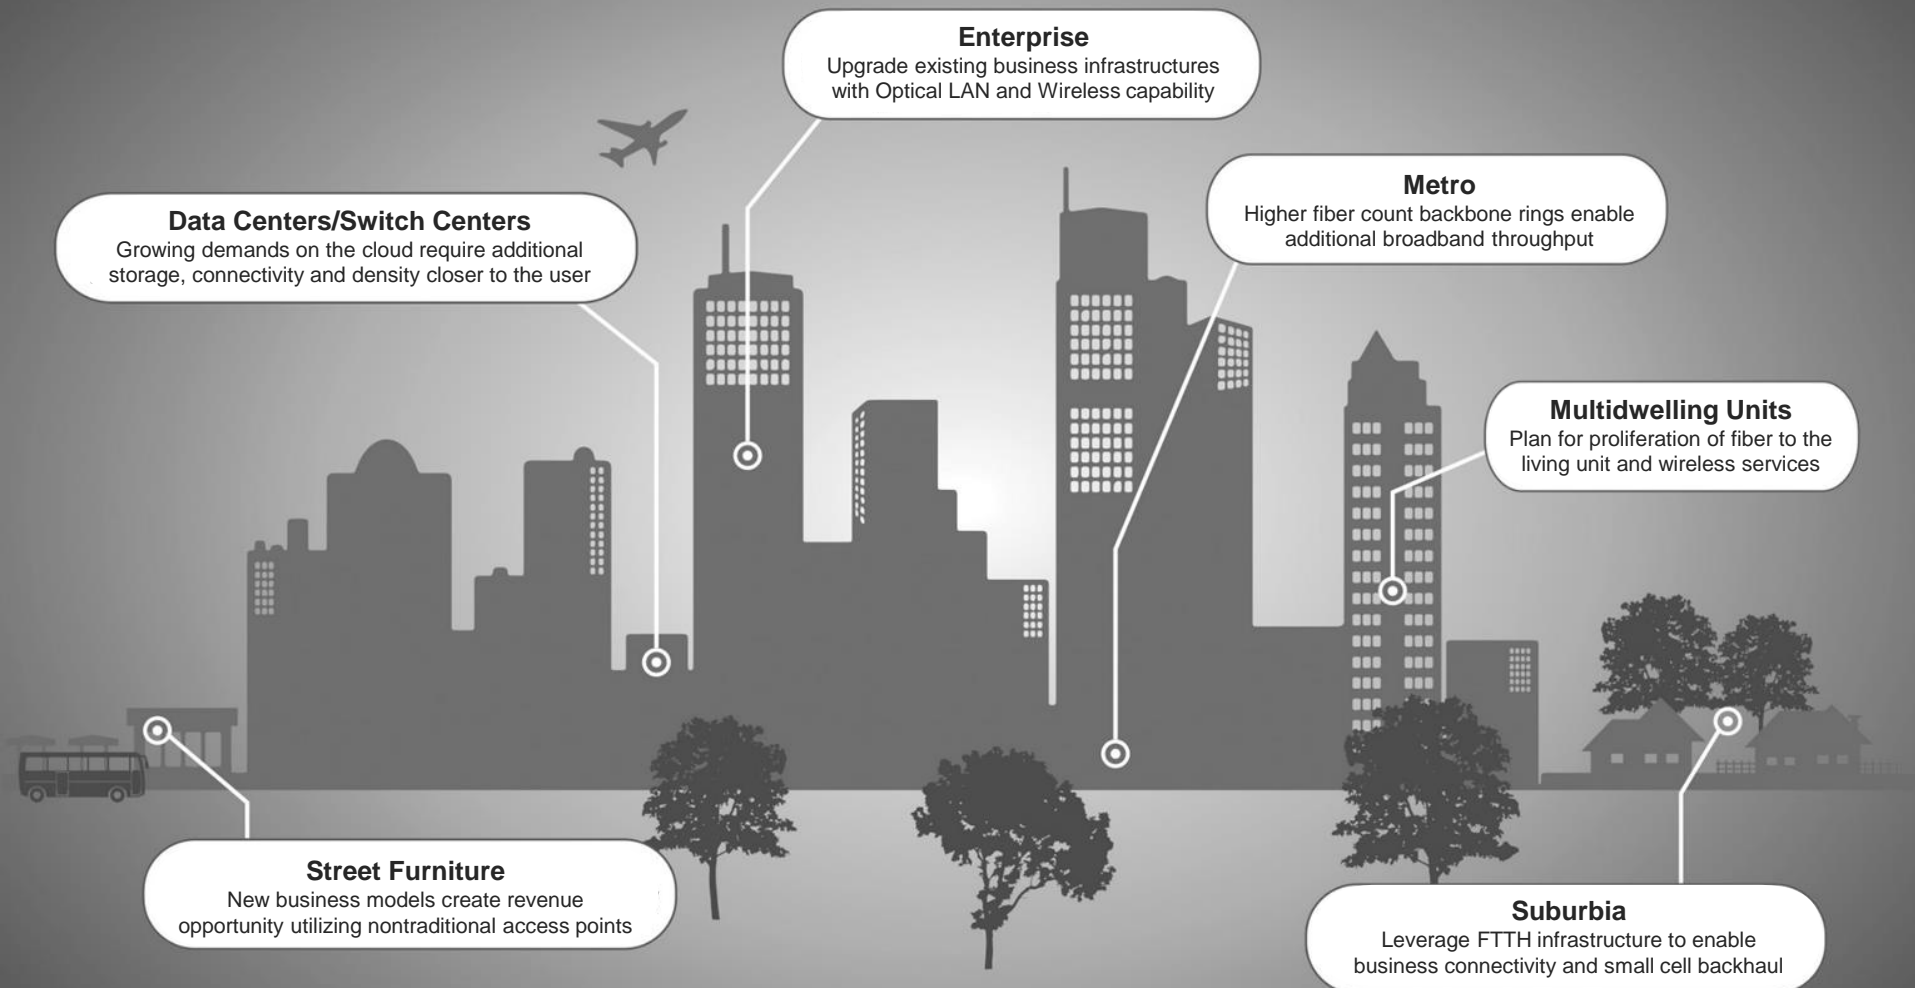 Enterprise
Upgrade existing business infrastructures
with Optical LAN and Wireless capability
Metro
Higher fiber count backbone rings enable
additional broadband throughput
Data Centers/Switch Centers
Growing demands on the cloud require additional
storage, connectivity and density closer to the user
Multidwelling Units
Plan for proliferation of fiber to the
living unit and wireless services
Street Furniture
New business models create revenue
opportunity utilizing nontraditional access points
Suburbia
Leverage FTTH infrastructure to enable
business connectivity and small cell backhaul